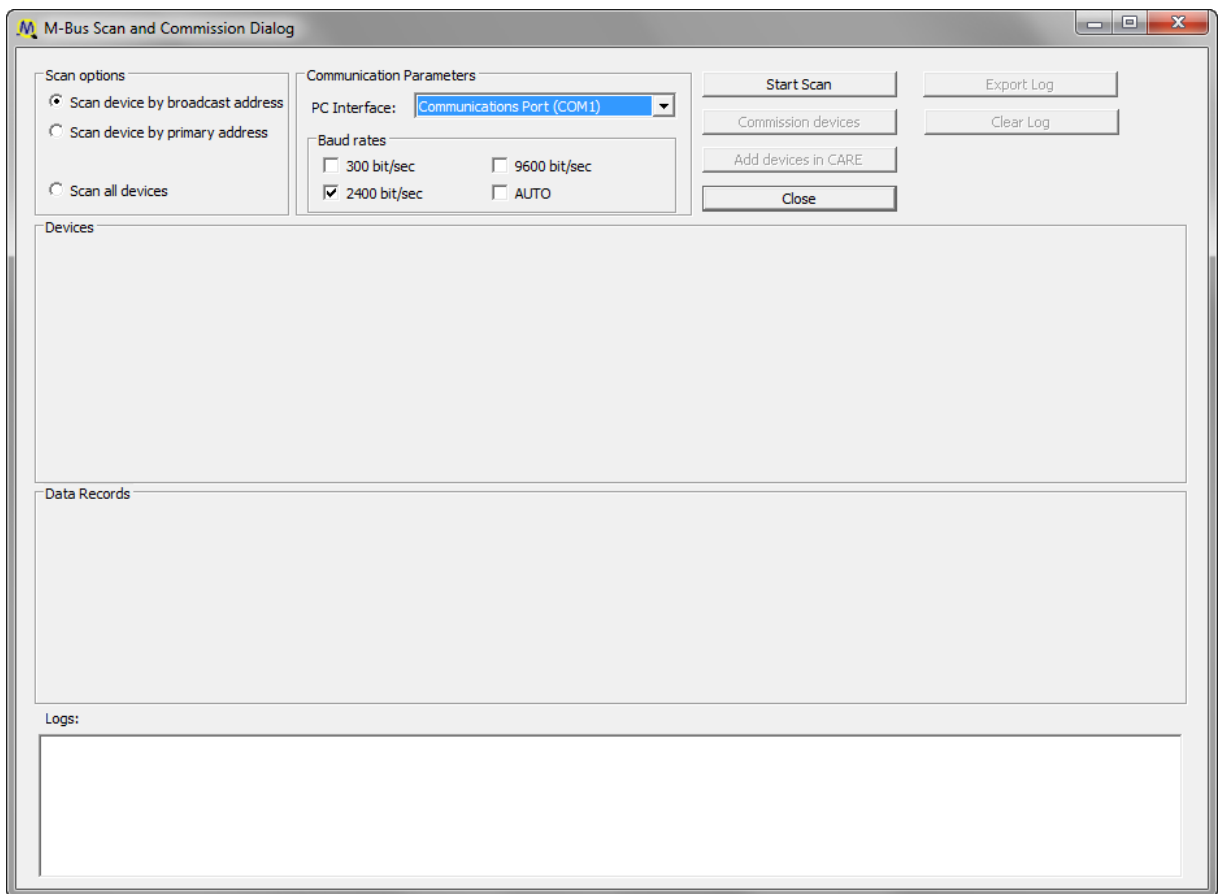 M-Bus Scan and Commission Dialog
Scan options
Scan device by broadcast address
Scan device by primary address
Scan all devices
Communication Parameters
PC Interface: Communications Port (COM1)
Baud rates
300 bit/sec
9600 bit/sec
2400 bit/sec
AUTO
Start Scan
Export Log
Commission devices
Clear Log
Add devices in CARE
Close
Devices
Data Records
Logs: